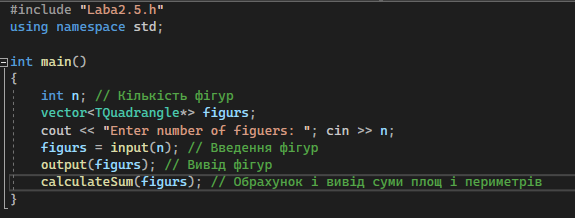 #include "Laba2.5.h"
using namespace std;
int main()
{
int n; // Кількість фігур
vector<TQuadrangle*> figurs;
cout << "Enter number of figuers: "; cin >> n;
figurs = input(n); // Введення фігур
output(figurs); // Вивід фігур
calculateSum(figurs); // Обрахунок і вивід суми площ і периметрів
}